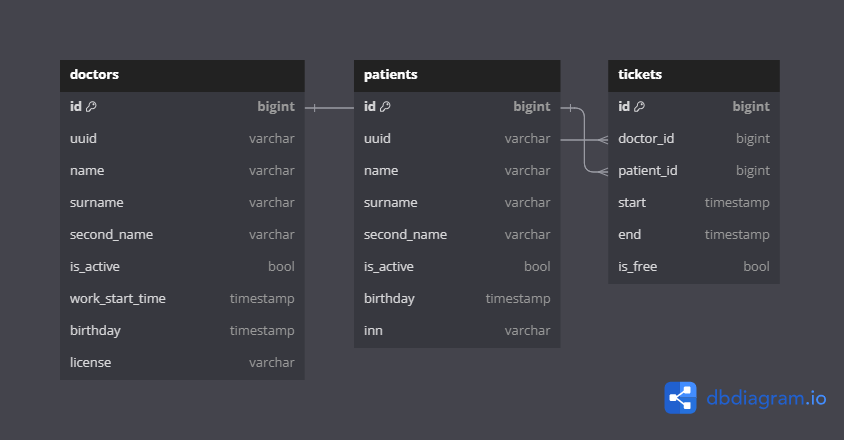 doctors
id bigint
uuid varchar
name varchar
surname varchar
second_name varchar
is_active bool
work_start_time timestamp
birthday timestamp
license varchar
patients
id bigint
uuid varchar
name varchar
surname varchar
second_name varchar
is_active bool
birthday timestamp
inn varchar
tickets
id bigint
doctor_id bigint
patient_id bigint
start timestamp
end timestamp
is_free bool
dbdiagram.io